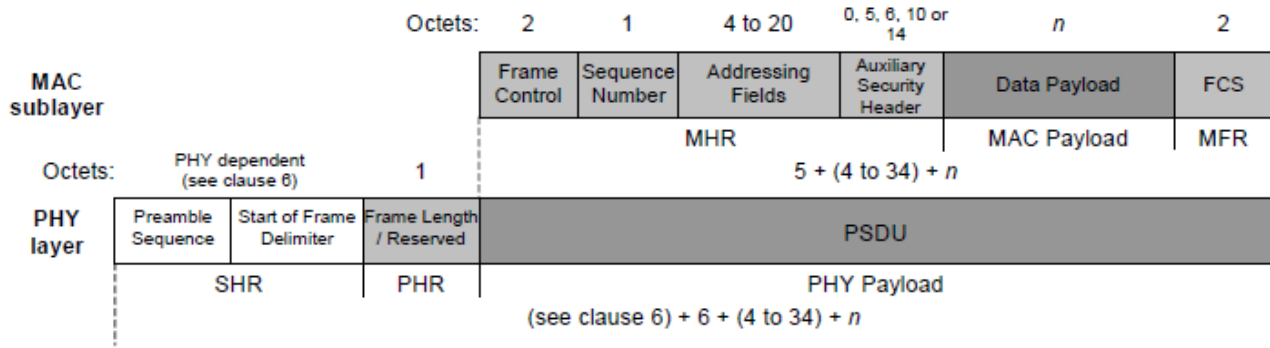 Octets: 2 1 4 to 20 0, 5, 6, 10 or 14 n 2
MAC sublayer
Frame Control
Sequence Number
Addressing Fields
Auxiliary Security Header
Data Payload
FCS
MHR MAC Payload MFR
Octets: PHY dependent (see clause 6) 1 5 + (4 to 34) + n
PHY layer
Preamble Sequence
Start of Frame Delimiter
Frame Length / Reserved
PSDU
SHR PHR PHY Payload
(see clause 6) + 6 + (4 to 34) + n